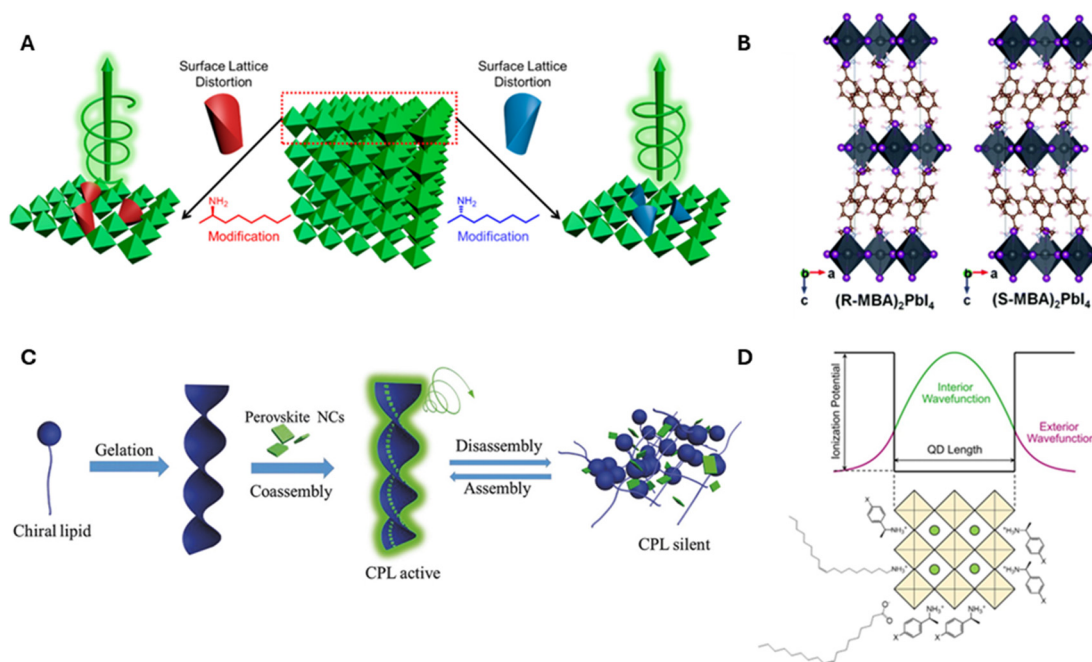 A
Surface Lattice
Distortion
NH₂
Modification
Surface Lattice
Distortion
NH₂
Modification
B
b a
c
(R-MBA)₂PbI₄
b a
c
(S-MBA)₂PbI₄
C
Chiral lipid
Gelation
Perovskite NCs
Coassembly
CPL active
Disassembly
Assembly
CPL silent
D
Ionization Potential
Interior
Wavefunction
Exterior
Wavefunction
QD Length
X
NH₃⁺
⁺H₃N
X
NH₃⁺
⁺H₃N
X
O⁻
O
NH₃⁺
NH₃⁺
X
X